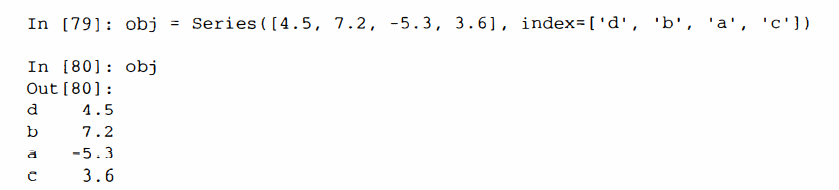 In [79]: obj = Series([4.5, 7.2, -5.3, 3.6], index=['d', 'b', 'a', 'c'])
In [80]: obj
Out[80]:
d    4.5
b    7.2
a   -5.3
c    3.6